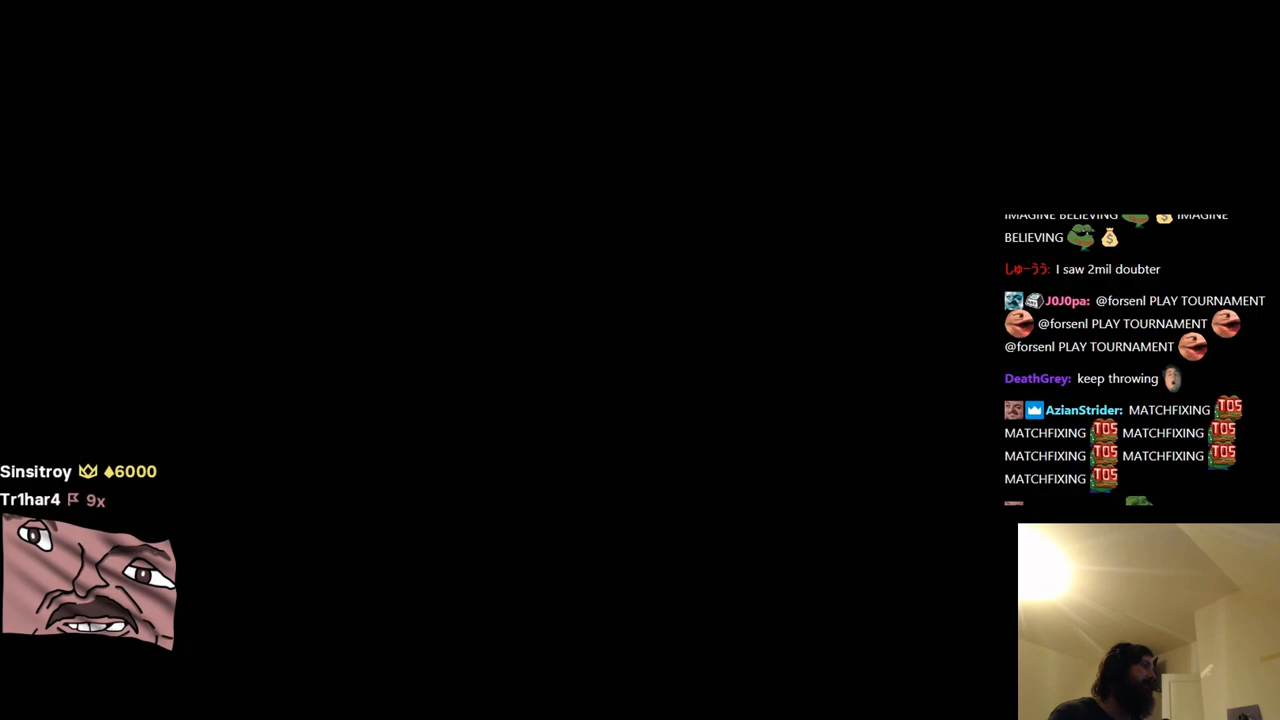 IMAGINE BELIEVING IMAGINE
BELIEVING
しゅーうう: I saw 2mil doubter
J0J0pa: @forsenl PLAY TOURNAMENT
@forsenl PLAY TOURNAMENT
@forsenl PLAY TOURNAMENT
DeathGrey: keep throwing
AzianStrider: MATCHFIXING TOS
MATCHFIXING TOS MATCHFIXING TOS
MATCHFIXING TOS MATCHFIXING TOS
MATCHFIXING TOS
Sinsitroy 6000
Tr1har4 9x